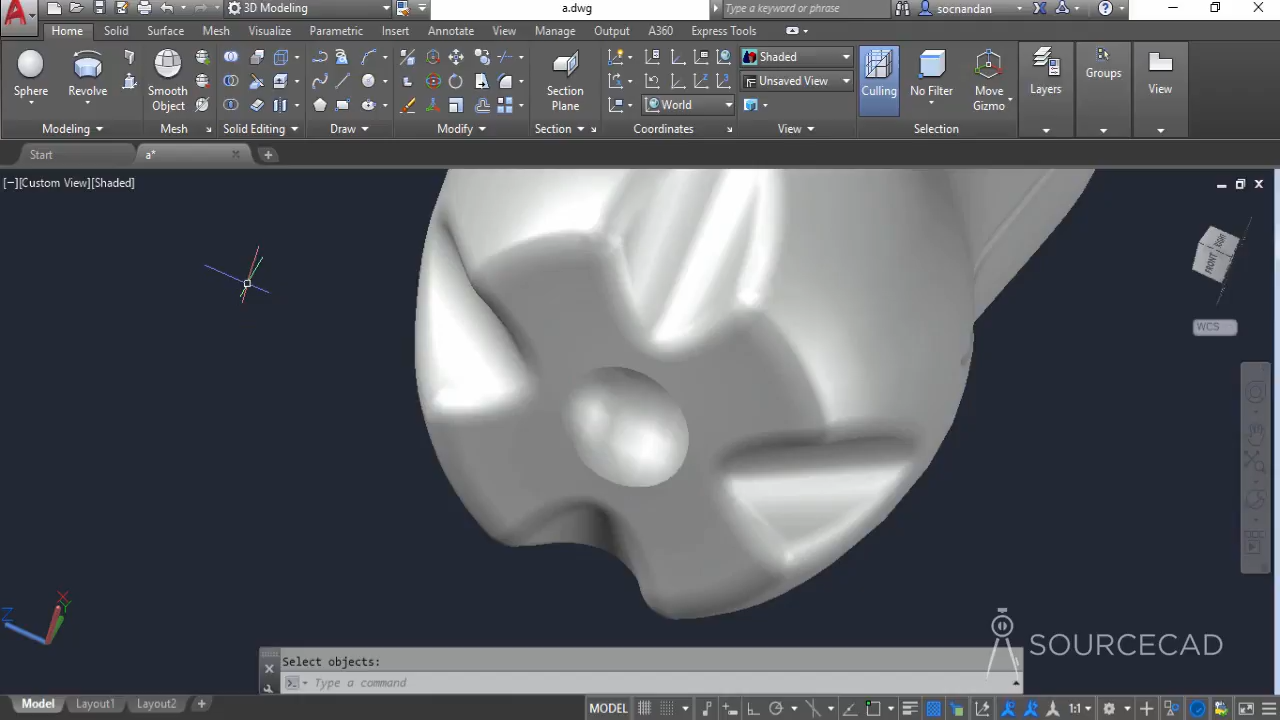 A 3D Modeling a.dwg Type a keyword or phrase socnandan
Home Solid Surface Mesh Visualize Parametric Insert Annotate View Manage Output A360 Express Tools
Shaded
Unsaved View
World
Sphere Revolve Smooth Object Section Plane Culling No Filter Move Gizmo Layers Groups View
Modeling Mesh Solid Editing Draw Modify Section Coordinates View Selection
Start a*
[−][Custom View][Shaded]
FRONT RIGHT
WCS
X
Y
Z
Select objects:
Type a command
SOURCECAD
Model Layout1 Layout2 + MODEL 1:1